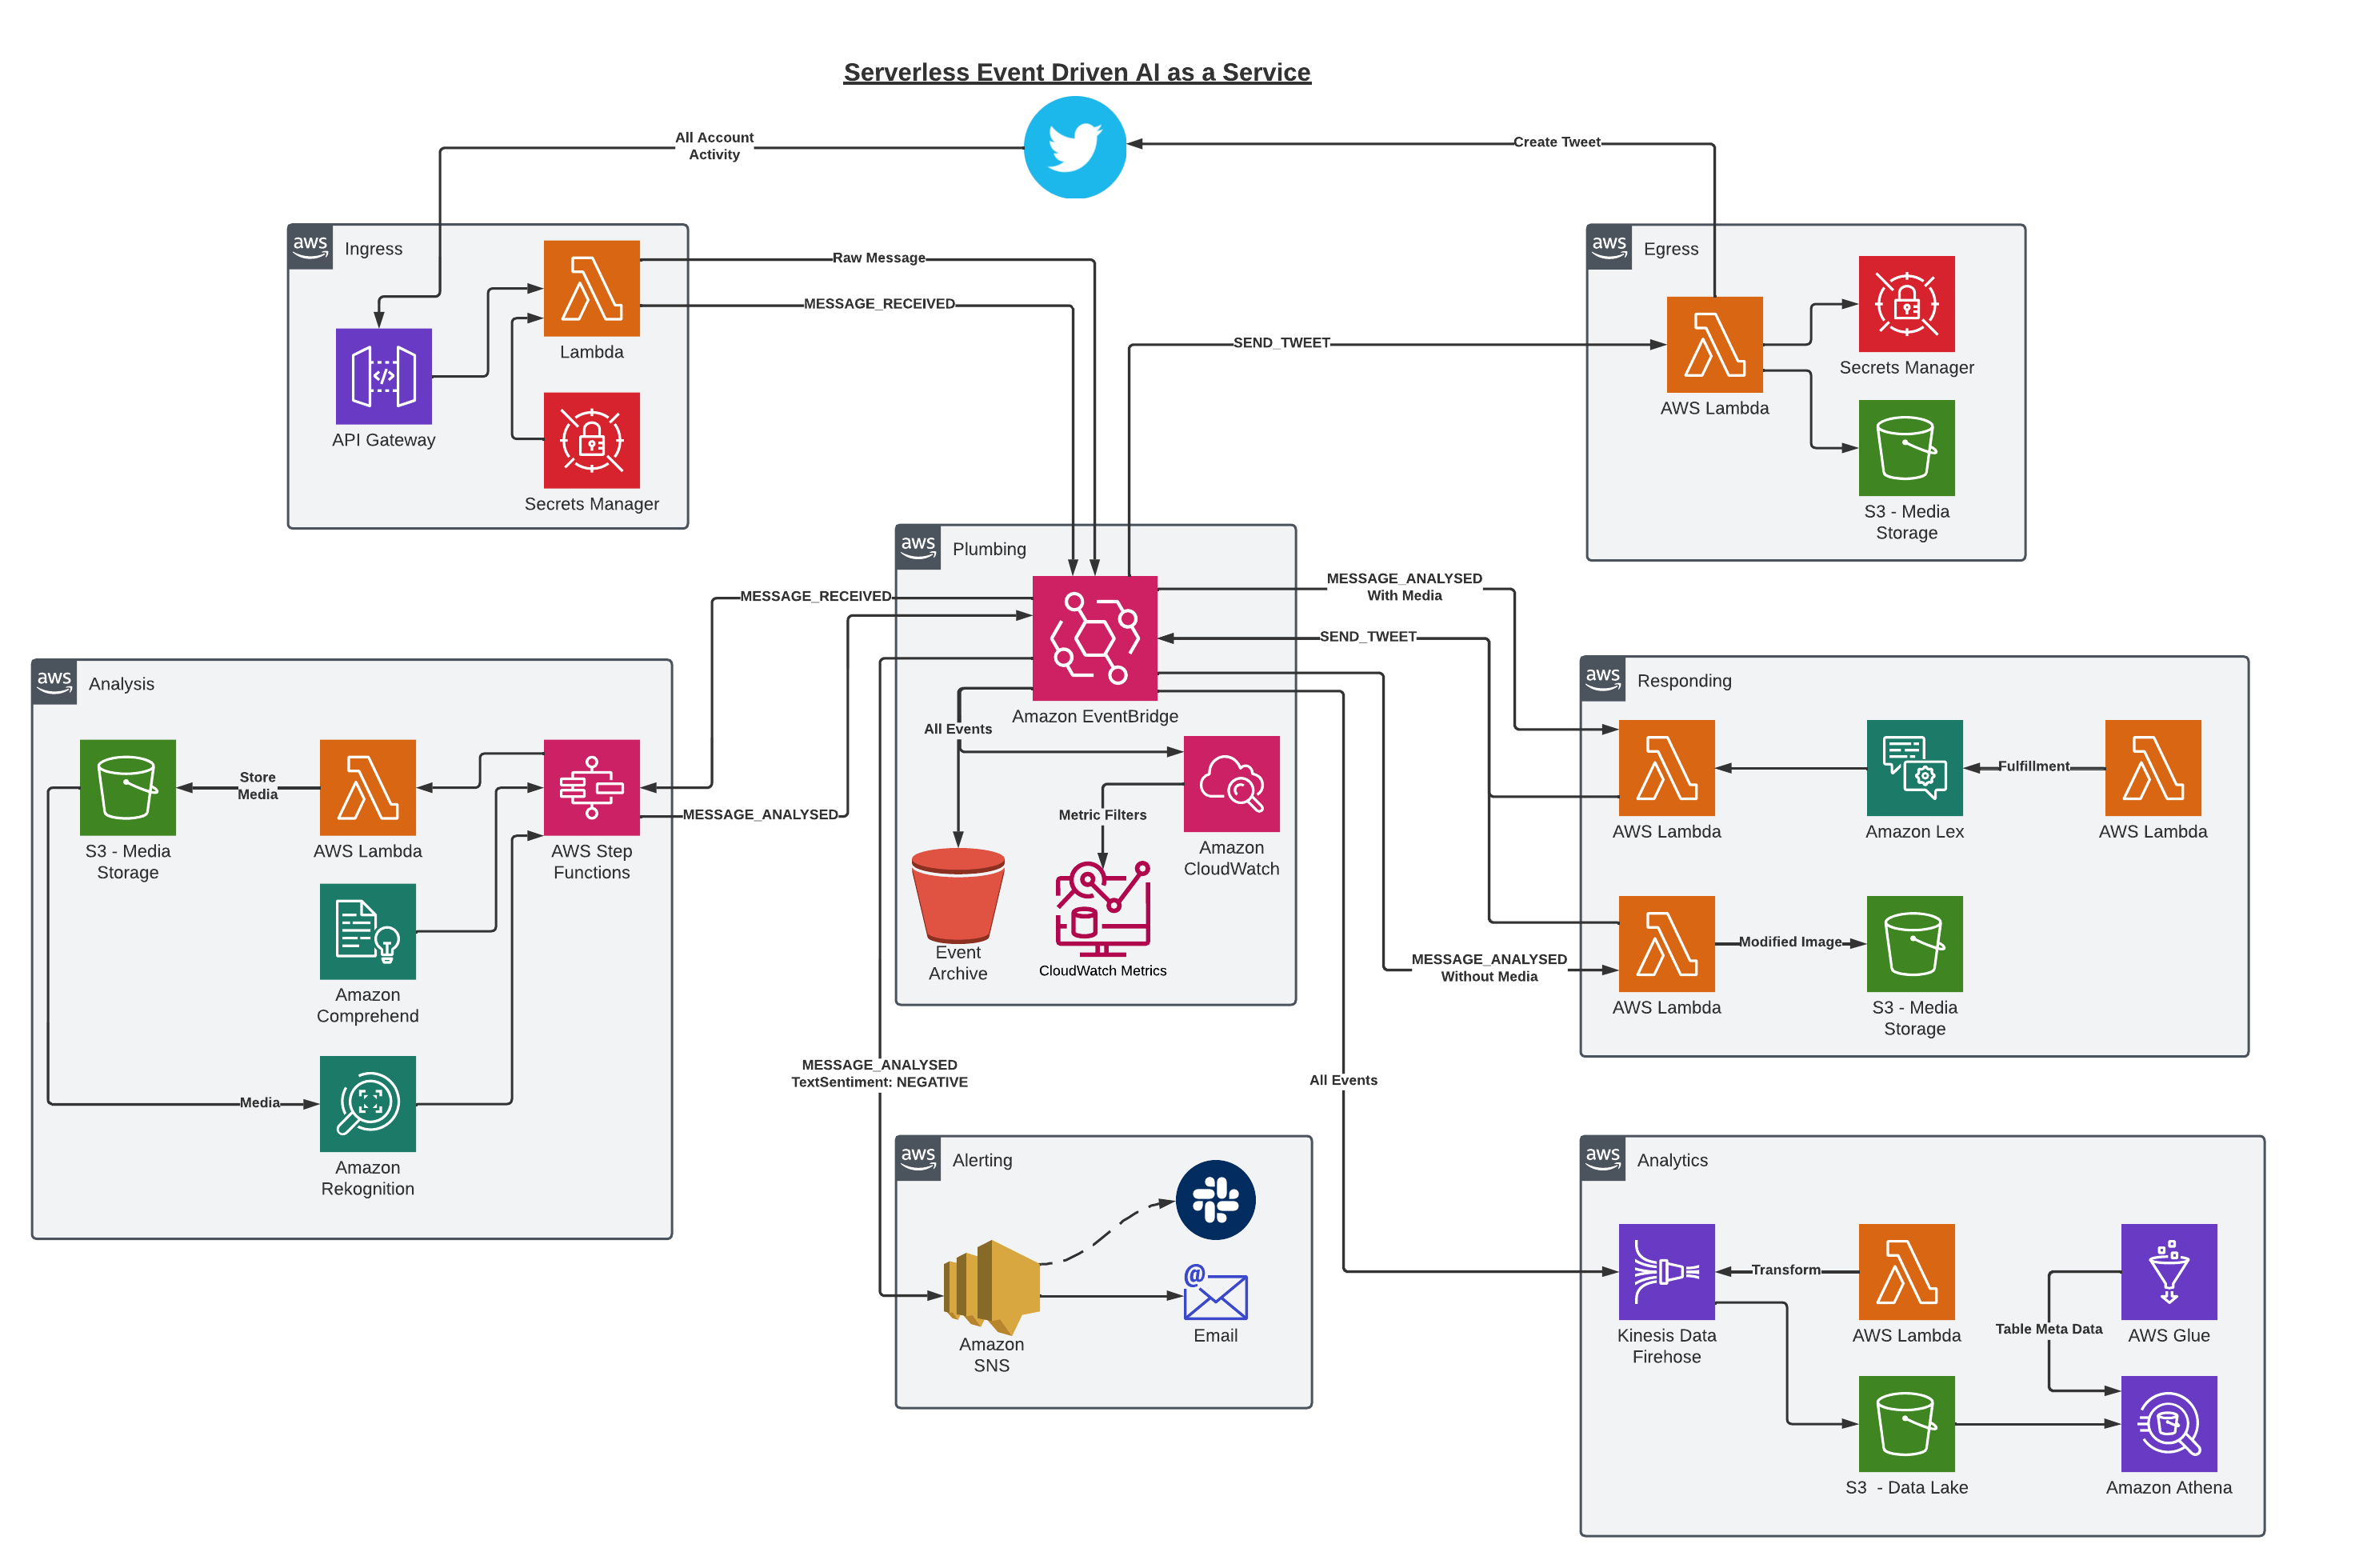 Serverless Event Driven AI as a Service
All Account
Activity
Create Tweet
aws
Ingress
Lambda
API Gateway
Secrets Manager
Raw Message
MESSAGE_RECEIVED
SEND_TWEET
aws
Egress
Secrets Manager
AWS Lambda
S3 - Media
Storage
aws
Plumbing
Amazon EventBridge
All Events
Metric Filters
Amazon
CloudWatch
Event
Archive
CloudWatch Metrics
MESSAGE_RECEIVED
MESSAGE_ANALYSED
MESSAGE_ANALYSED
With Media
SEND_TWEET
MESSAGE_ANALYSED
Without Media
aws
Analysis
Store
Media
S3 - Media
Storage
AWS Lambda
AWS Step
Functions
Amazon
Comprehend
Media
Amazon
Rekognition
aws
Responding
Fulfillment
AWS Lambda
Amazon Lex
AWS Lambda
Modified Image
AWS Lambda
S3 - Media
Storage
MESSAGE_ANALYSED
TextSentiment: NEGATIVE
All Events
aws
Alerting
@
Amazon
SNS
Email
aws
Analytics
Transform
Kinesis Data
Firehose
AWS Lambda
Table Meta Data
AWS Glue
S3 - Data Lake
Amazon Athena